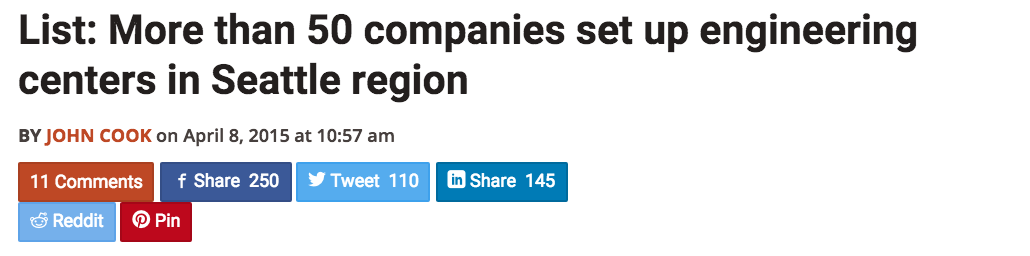 List: More than 50 companies set up engineering
centers in Seattle region
BY JOHN COOK on April 8, 2015 at 10:57 am
11 Comments f Share 250 Tweet 110 in Share 145
Reddit Pin